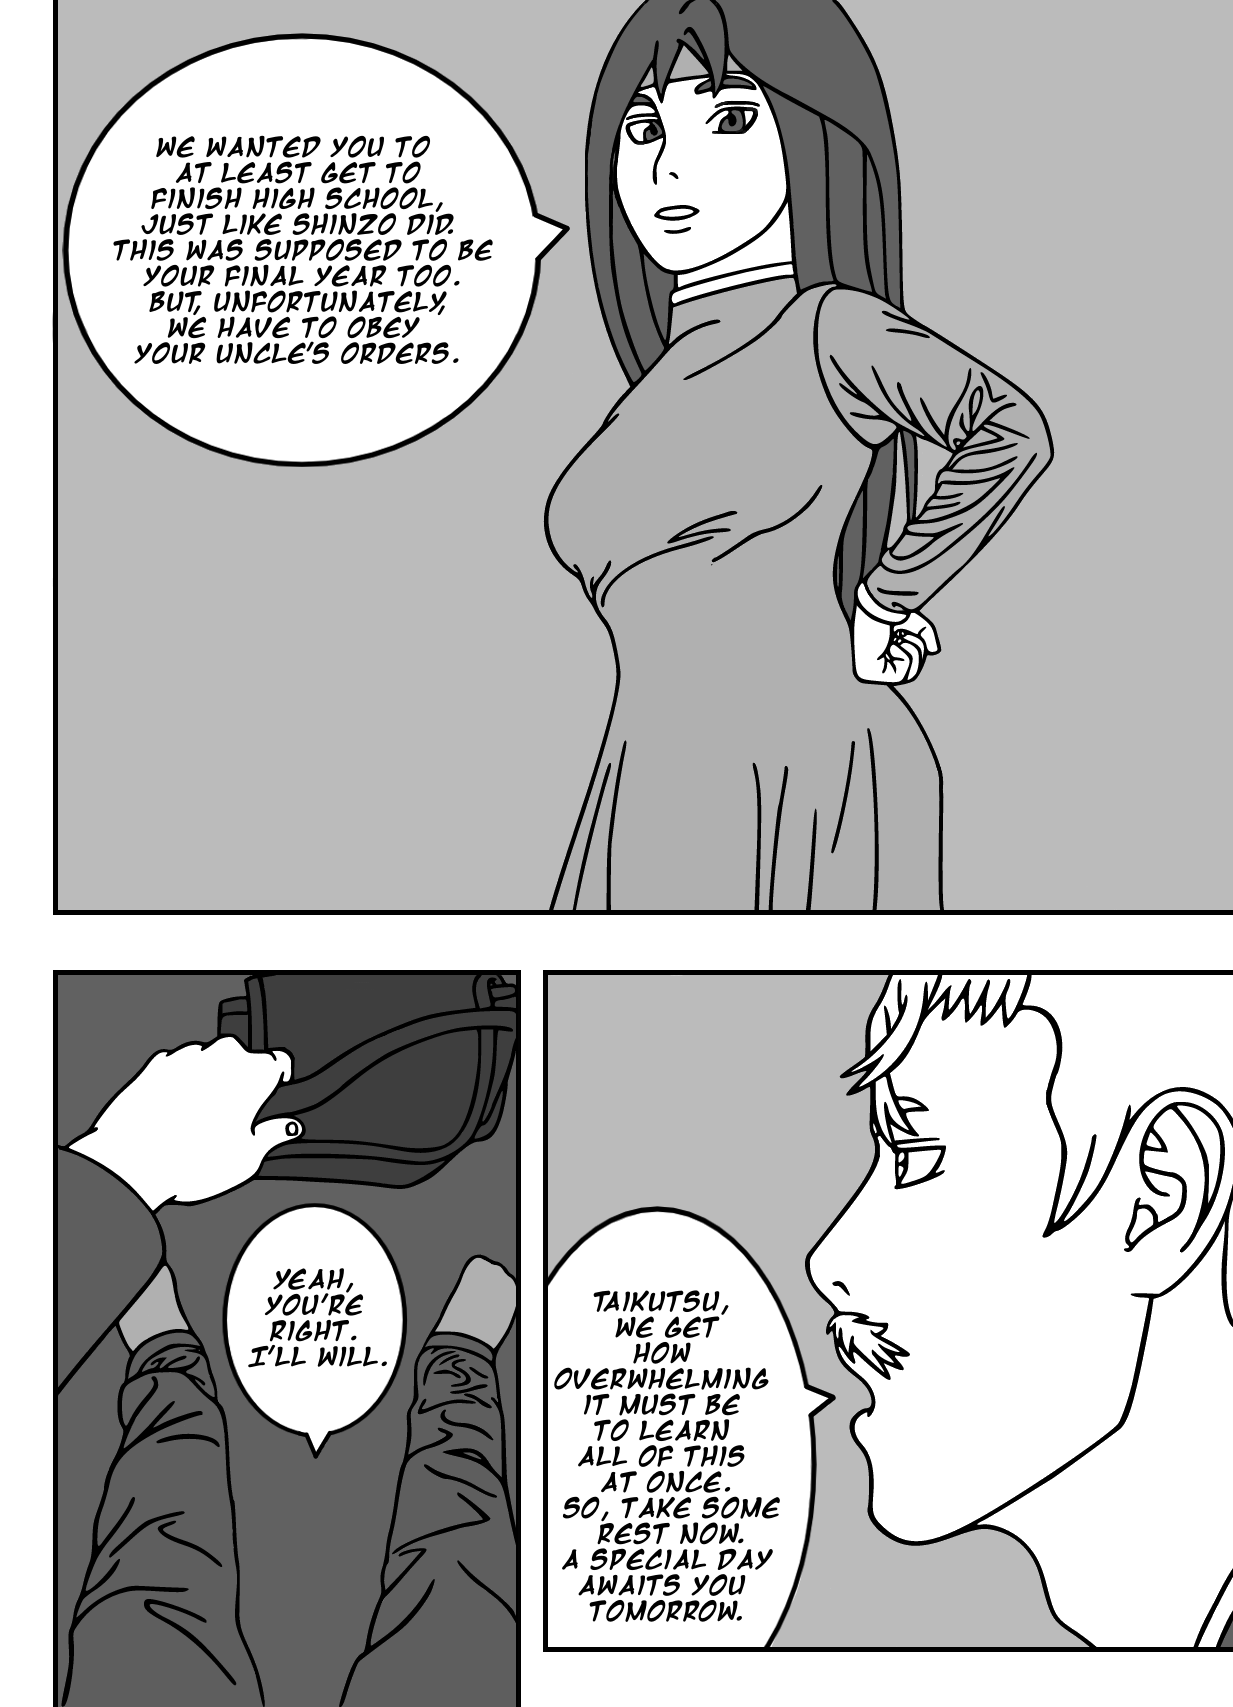 WE WANTED YOU TO
AT LEAST GET TO
FINISH HIGH SCHOOL,
JUST LIKE SHINZO DID.
THIS WAS SUPPOSED TO BE
YOUR FINAL YEAR TOO.
BUT, UNFORTUNATELY,
WE HAVE TO OBEY
YOUR UNCLE'S ORDERS.
TAIKUTSU,
WE GET
HOW
OVERWHELMING
IT MUST BE
TO LEARN
ALL OF THIS
AT ONCE.
SO, TAKE SOME
REST NOW.
A SPECIAL DAY
AWAITS YOU
TOMORROW.
YEAH,
YOU'RE
RIGHT.
I'LL WILL.